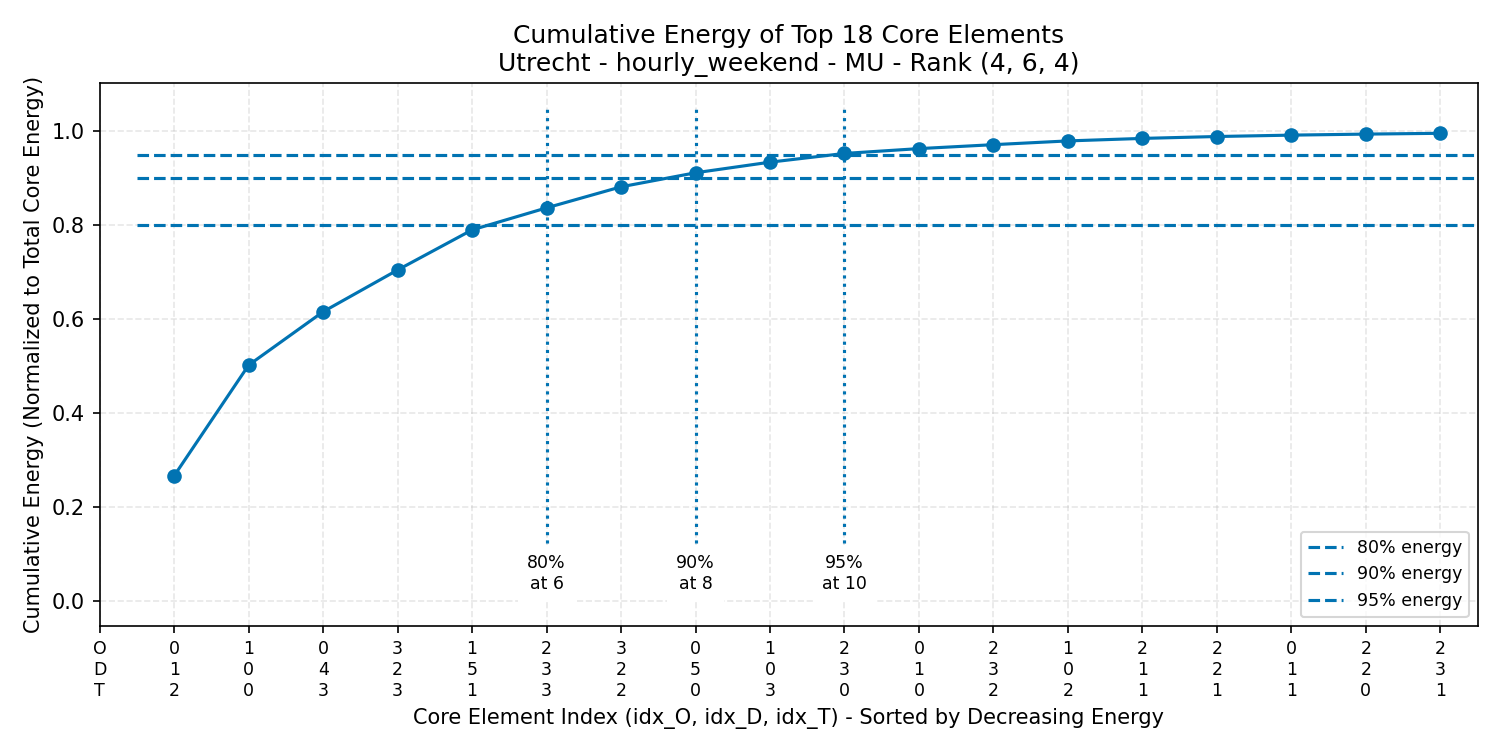 Cumulative Energy of Top 18 Core Elements
Utrecht - hourly_weekend - MU - Rank (4, 6, 4)
Cumulative Energy (Normalized to Total Core Energy)
1.0
0.8
0.6
0.4
0.2
0.0
80%
at 6
90%
at 8
95%
at 10
80% energy
90% energy
95% energy
O 0 1 0 3 1 2 3 0 1 2 0 2 1 2 2 0 2 2
D 1 0 4 2 5 3 2 5 0 3 1 3 0 1 2 1 2 3
T 2 0 3 3 1 3 2 0 3 0 0 2 2 1 1 1 0 1
Core Element Index (idx_O, idx_D, idx_T) - Sorted by Decreasing Energy